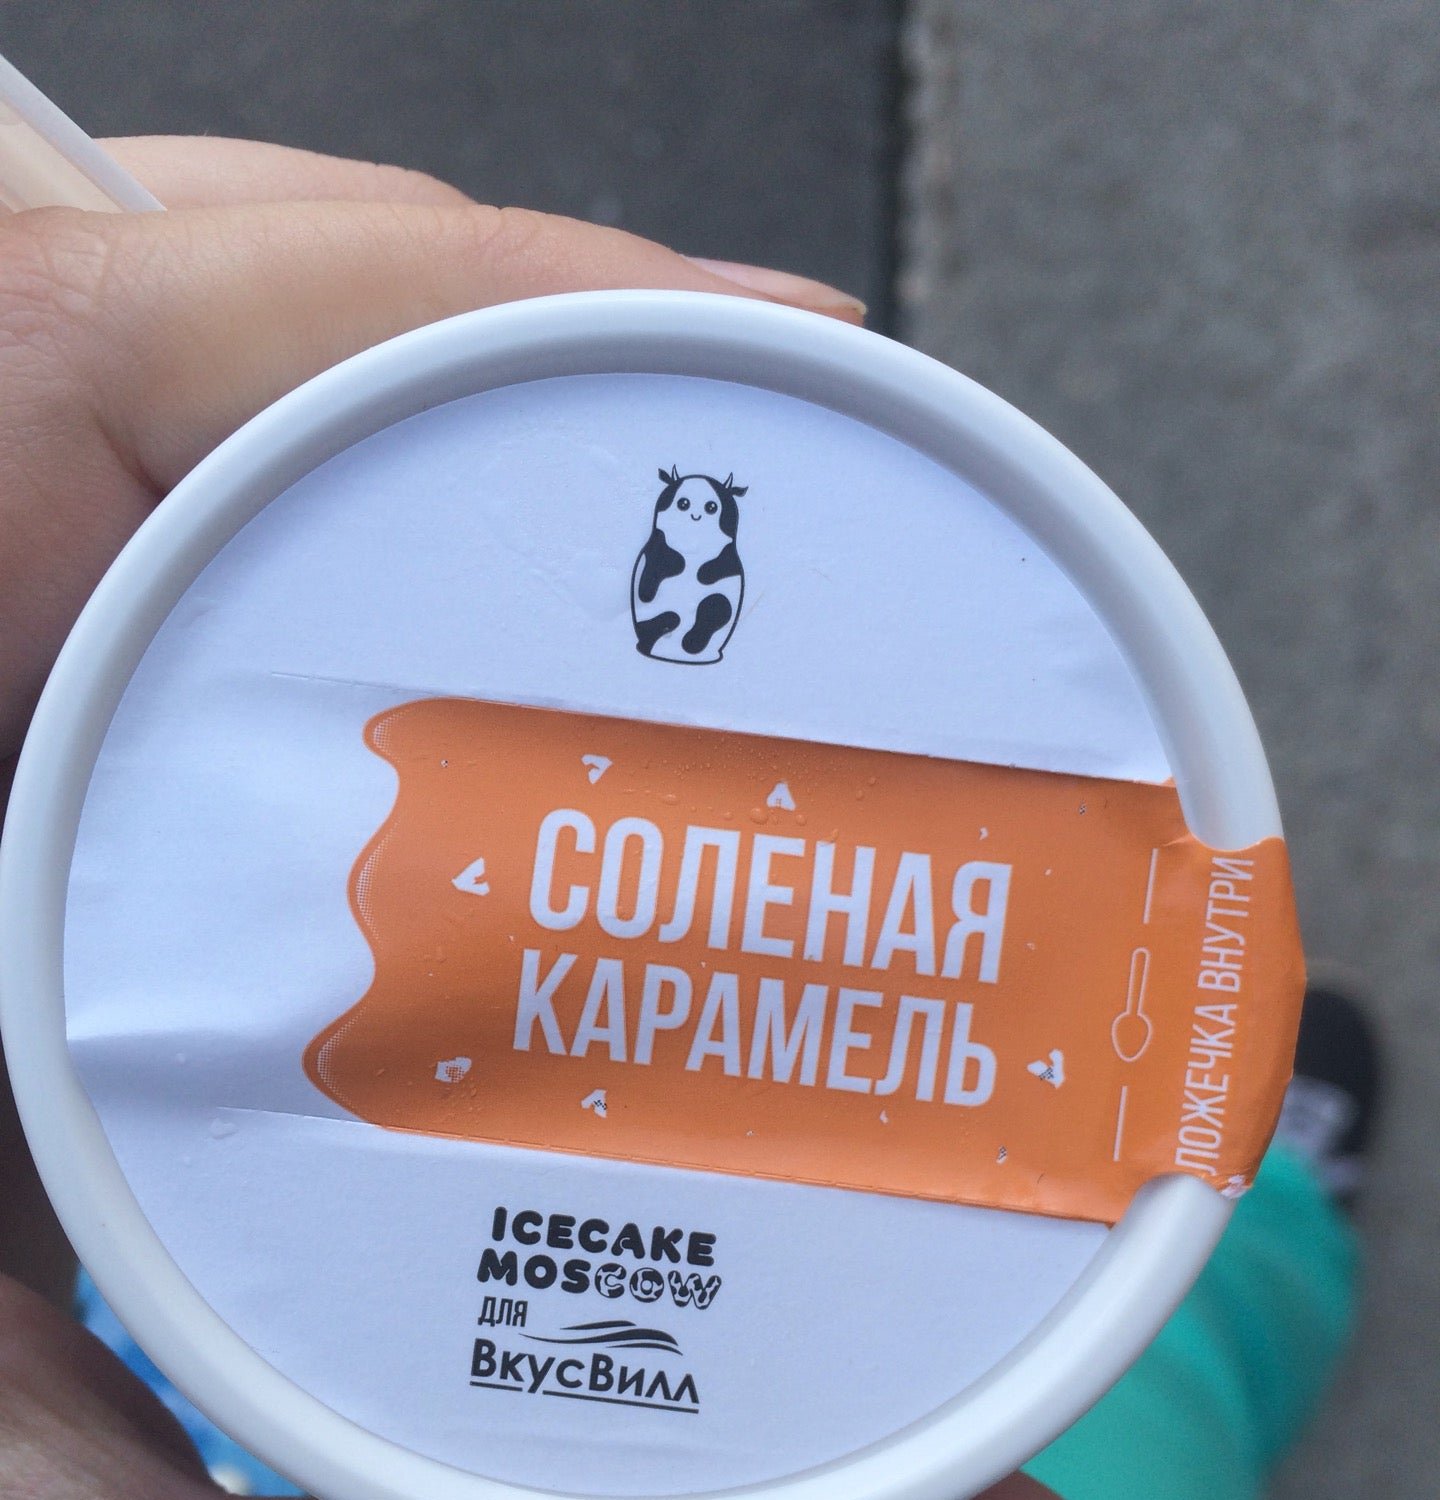 СОЛЕНАЯ
КАРАМЕЛЬ
ЛОЖЕЧКА ВНУТРИ
ICECAKE
MOSCOW
ДЛЯ
ВкусВилл